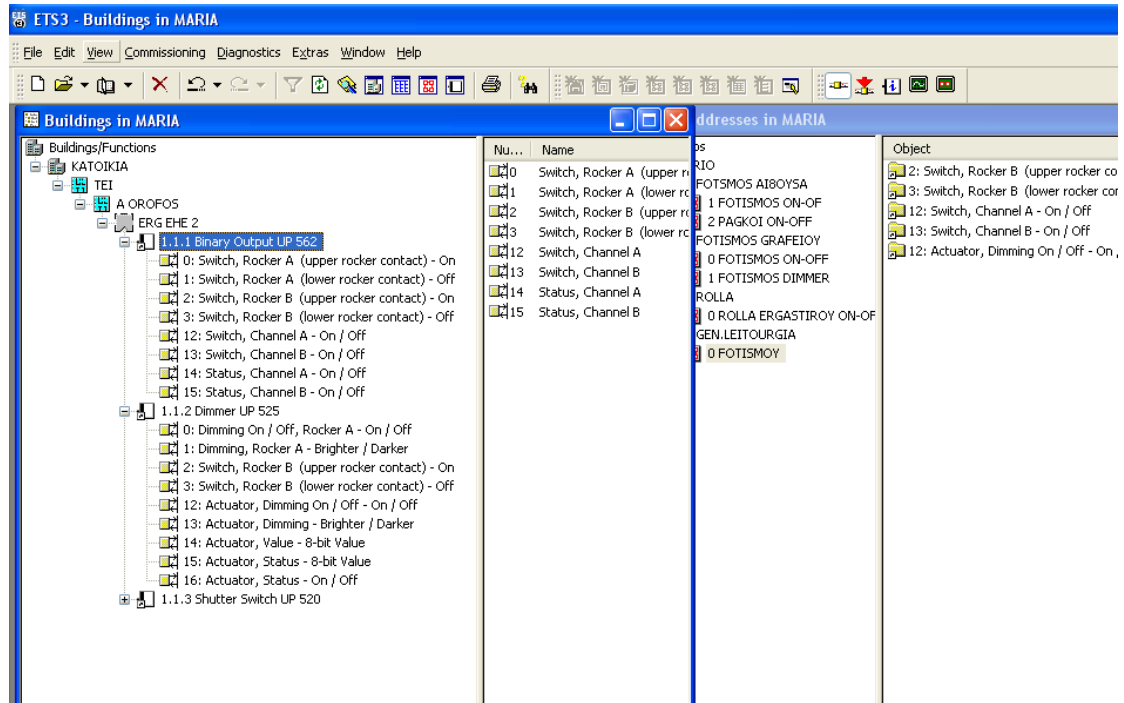 ETS3 - Buildings in MARIA
File Edit View Commissioning Diagnostics Extras Window Help
Buildings in MARIA
Buildings/Functions
KATOIKIA
TEI
A OROFOS
ERG EHE 2
1.1.1 Binary Output UP 562
0: Switch, Rocker A (upper rocker contact) - On
1: Switch, Rocker A (lower rocker contact) - Off
2: Switch, Rocker B (upper rocker contact) - On
3: Switch, Rocker B (lower rocker contact) - Off
12: Switch, Channel A - On / Off
13: Switch, Channel B - On / Off
14: Status, Channel A - On / Off
15: Status, Channel B - On / Off
1.1.2 Dimmer UP 525
0: Dimming On / Off, Rocker A - On / Off
1: Dimming, Rocker A - Brighter / Darker
2: Switch, Rocker B (upper rocker contact) - On
3: Switch, Rocker B (lower rocker contact) - Off
12: Actuator, Dimming On / Off - On / Off
13: Actuator, Dimming - Brighter / Darker
14: Actuator, Value - 8-bit Value
15: Actuator, Status - 8-bit Value
16: Actuator, Status - On / Off
1.1.3 Shutter Switch UP 520
Nu... Name
0 Switch, Rocker A (upper r
1 Switch, Rocker A (lower rc
2 Switch, Rocker B (upper r
3 Switch, Rocker B (lower rc
12 Switch, Channel A
13 Switch, Channel B
14 Status, Channel A
15 Status, Channel B
ddresses in MARIA
os
RIO
FOTSMOS AI8OYSA
1 FOTISMOS ON-OF
2 PAGKOI ON-OFF
FOTISMOS GRAFEIOY
0 FOTISMOS ON-OFF
1 FOTISMOS DIMMER
ROLLA
0 ROLLA ERGASTIROY ON-OF
GEN.LEITOURGIA
0 FOTISMOY
Object
2: Switch, Rocker B (upper rocker co
3: Switch, Rocker B (lower rocker cor
12: Switch, Channel A - On / Off
13: Switch, Channel B - On / Off
12: Actuator, Dimming On / Off - On